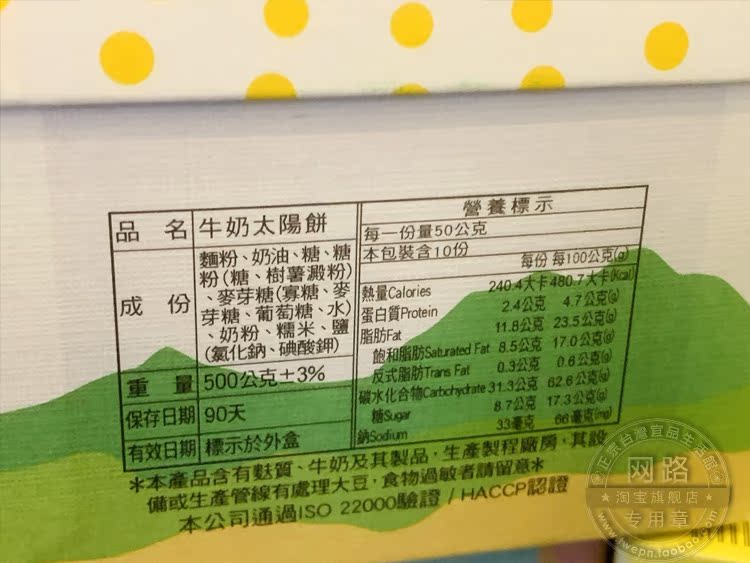 品 名
牛奶太陽餅
成 份
麵粉、奶油、糖、糖
粉(糖、樹薯澱粉)
、麥芽糖(寡糖、麥
芽糖、葡萄糖、水)
、奶粉、糯米、鹽
(氯化鈉、碘酸鉀)
重 量
500公克±3%
保存日期
90天
有效日期
標示於外盒
營養標示
每一份量50公克
本包裝含10份
每份 每100公克(g)
熱量Calories 240.4大卡 480.7大卡(Kcal)
蛋白質Protein 2.4公克 4.7公克(g)
脂肪Fat 11.8公克 23.5公克(g)
飽和脂肪Saturated Fat 8.5公克 17.0公克(g)
反式脂肪Trans Fat 0.3公克 0.6公克(g)
碳水化合物Carbohydrate 31.3公克 62.6公克(g)
糖Sugar 8.7公克 17.3公克(g)
鈉Sodium 33毫克 66毫克(mg)
*本產品含有麩質、牛奶及其製品，生產製程廠房，其設
備或生產管線有處理大豆，食物過敏者請留意*
本公司通過ISO 22000驗證 / HACCP認證
正宗台灣宜品生活館
网路
淘宝旗舰店
专用章